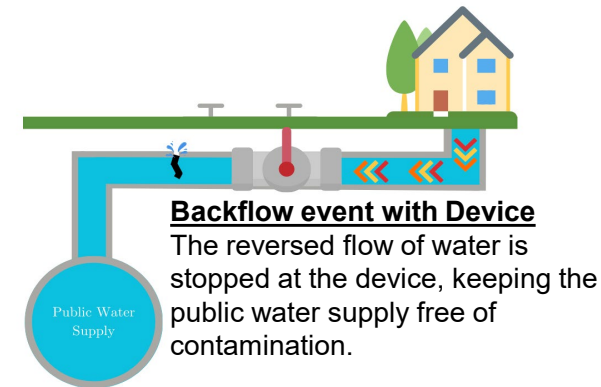 Backflow event with Device
The reversed flow of water is
stopped at the device, keeping the
public water supply free of
contamination.
Public Water
Supply